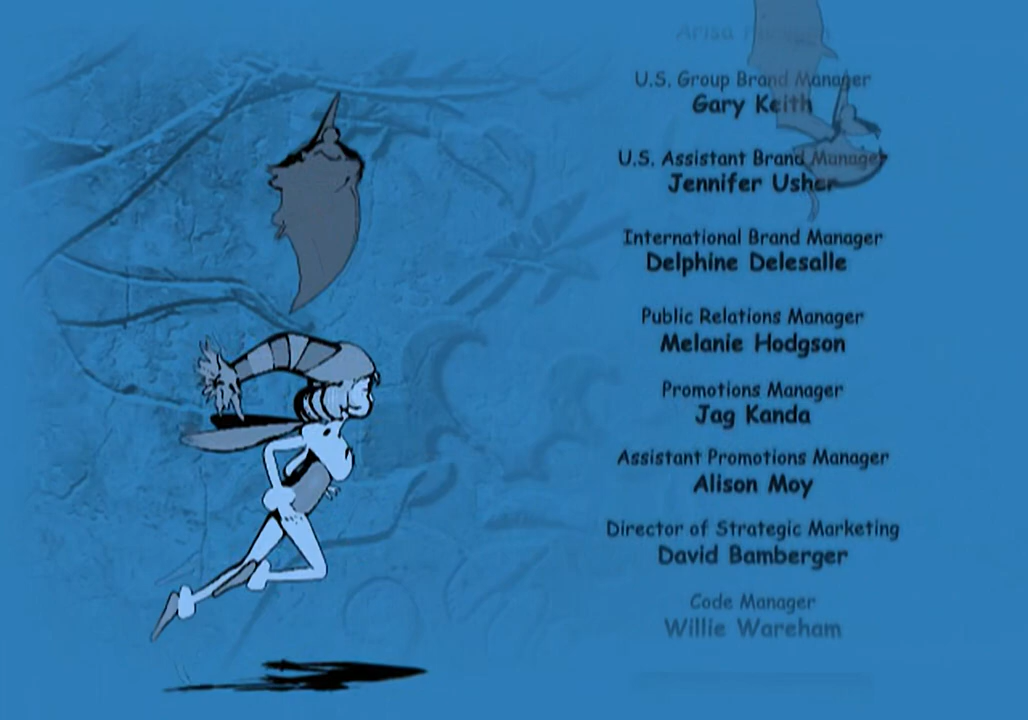 Arisa
U.S. Group Brand Manager
Gary Keith
U.S. Assistant Brand Manager
Jennifer Usher
International Brand Manager
Delphine Delesalle
Public Relations Manager
Melanie Hodgson
Promotions Manager
Jag Kanda
Assistant Promotions Manager
Alison Moy
Director of Strategic Marketing
David Bamberger
Code Manager
Willie Wareham